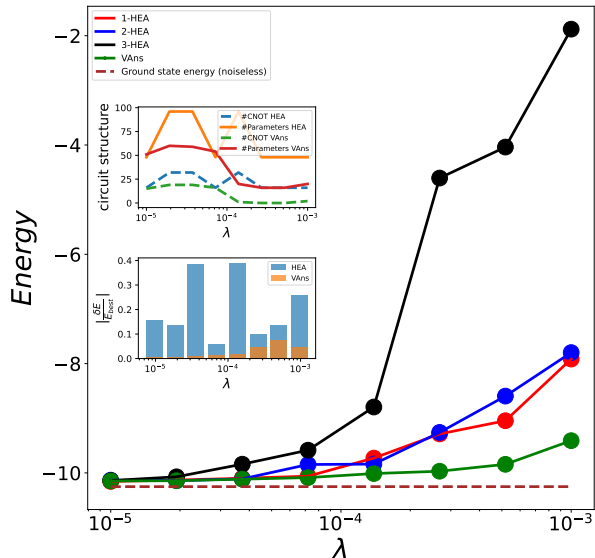 1-HEA
2-HEA
3-HEA
VAns
Ground state energy (noiseless)
Energy
−2
−4
−6
−8
−10
10⁻⁵
10⁻⁴
10⁻³
λ
circuit structure
100
75
50
25
0
#CNOT HEA
#Parameters HEA
#CNOT VAns
#Parameters VAns
10⁻⁵
10⁻⁴
10⁻³
λ
|δE/E_best|
0.4
0.3
0.2
0.1
0.0
HEA
VAns
10⁻⁵
10⁻⁴
10⁻³
λ